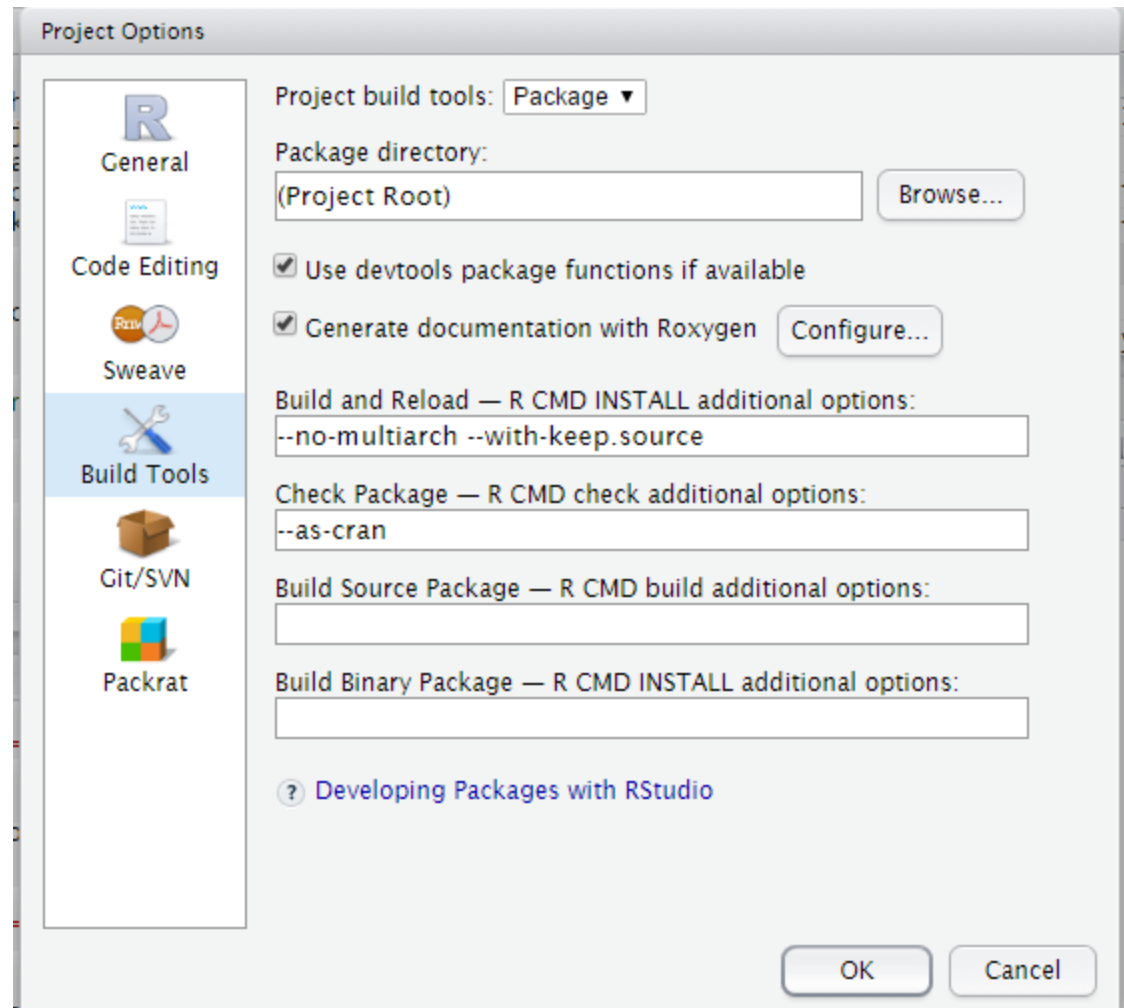 Project Options
General
Code Editing
Sweave
Build Tools
Git/SVN
Packrat
Project build tools: Package
Package directory:
(Project Root)
Browse...
Use devtools package functions if available
Generate documentation with Roxygen
Configure...
Build and Reload — R CMD INSTALL additional options:
--no-multiarch --with-keep.source
Check Package — R CMD check additional options:
--as-cran
Build Source Package — R CMD build additional options:
Build Binary Package — R CMD INSTALL additional options:
? Developing Packages with RStudio
OK
Cancel